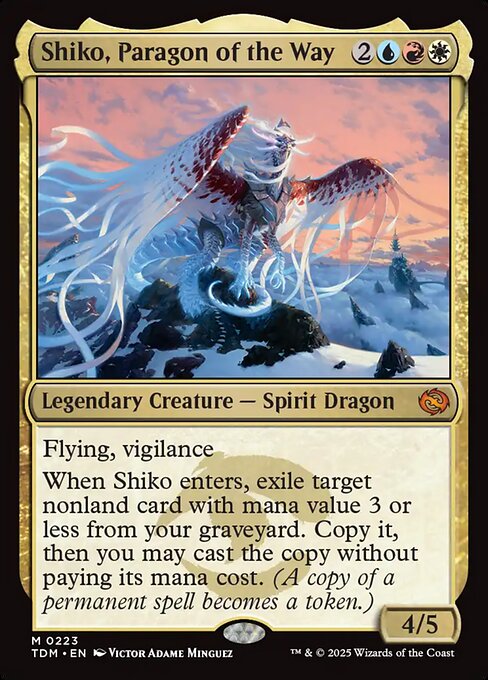 Shiko, Paragon of the Way 2
Legendary Creature — Spirit Dragon
Flying, vigilance
When Shiko enters, exile target
nonland card with mana value 3 or
less from your graveyard. Copy it,
then you may cast the copy without
paying its mana cost. (A copy of a
permanent spell becomes a token.)
4/5
M 0223
TDM • EN Victor Adame Minguez
™ & © 2025 Wizards of the Coast